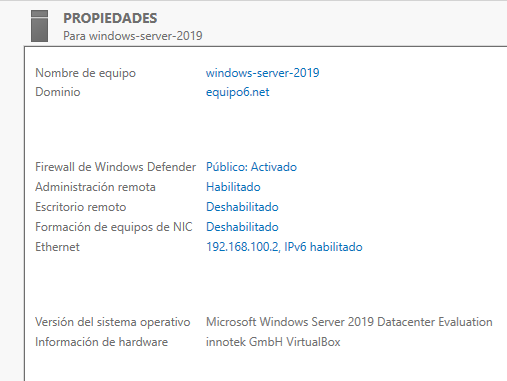 PROPIEDADES
Para windows-server-2019
Nombre de equipo windows-server-2019
Dominio equipo6.net
Firewall de Windows Defender Público: Activado
Administración remota Habilitado
Escritorio remoto Deshabilitado
Formación de equipos de NIC Deshabilitado
Ethernet 192.168.100.2, IPv6 habilitado
Versión del sistema operativo Microsoft Windows Server 2019 Datacenter Evaluation
Información de hardware innotek GmbH VirtualBox